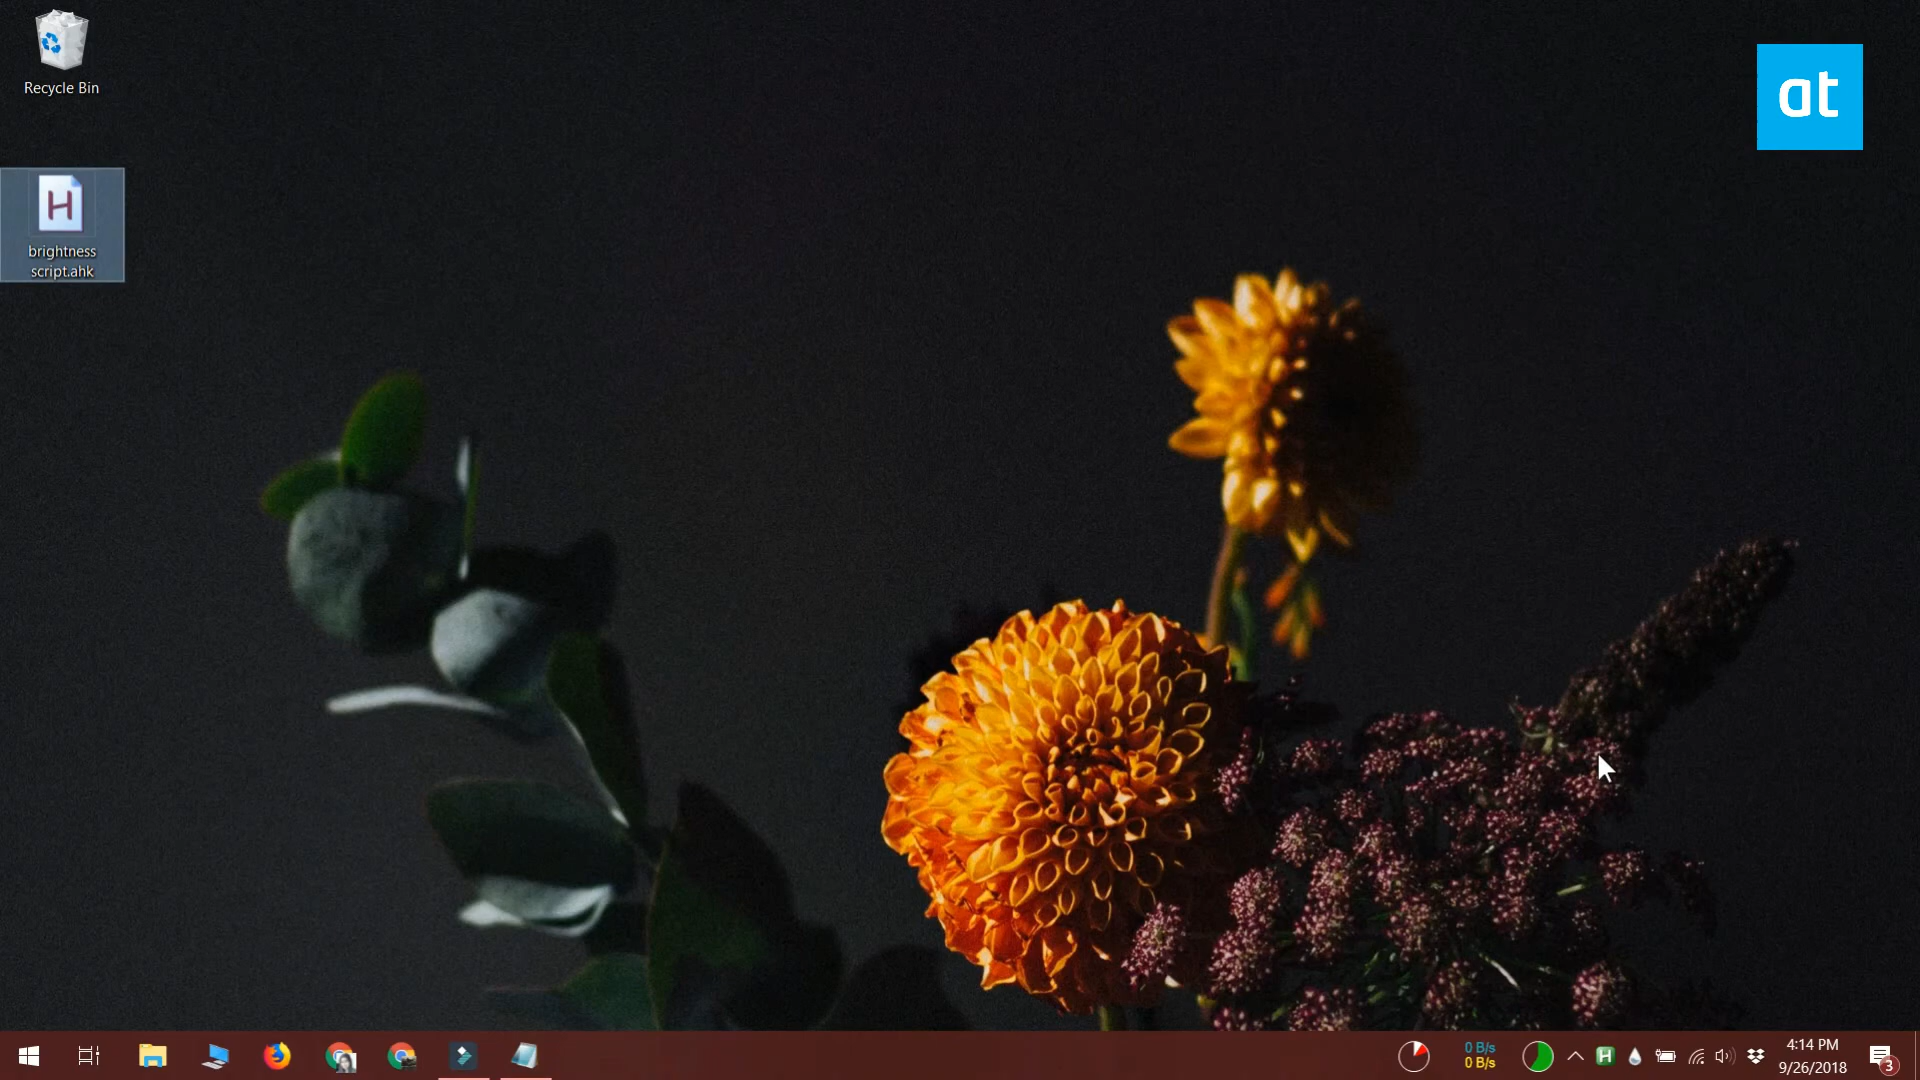 Recycle Bin
at
H
brightness
script.ahk
0 B/s
0 B/s
H
4:14 PM
9/26/2018
3